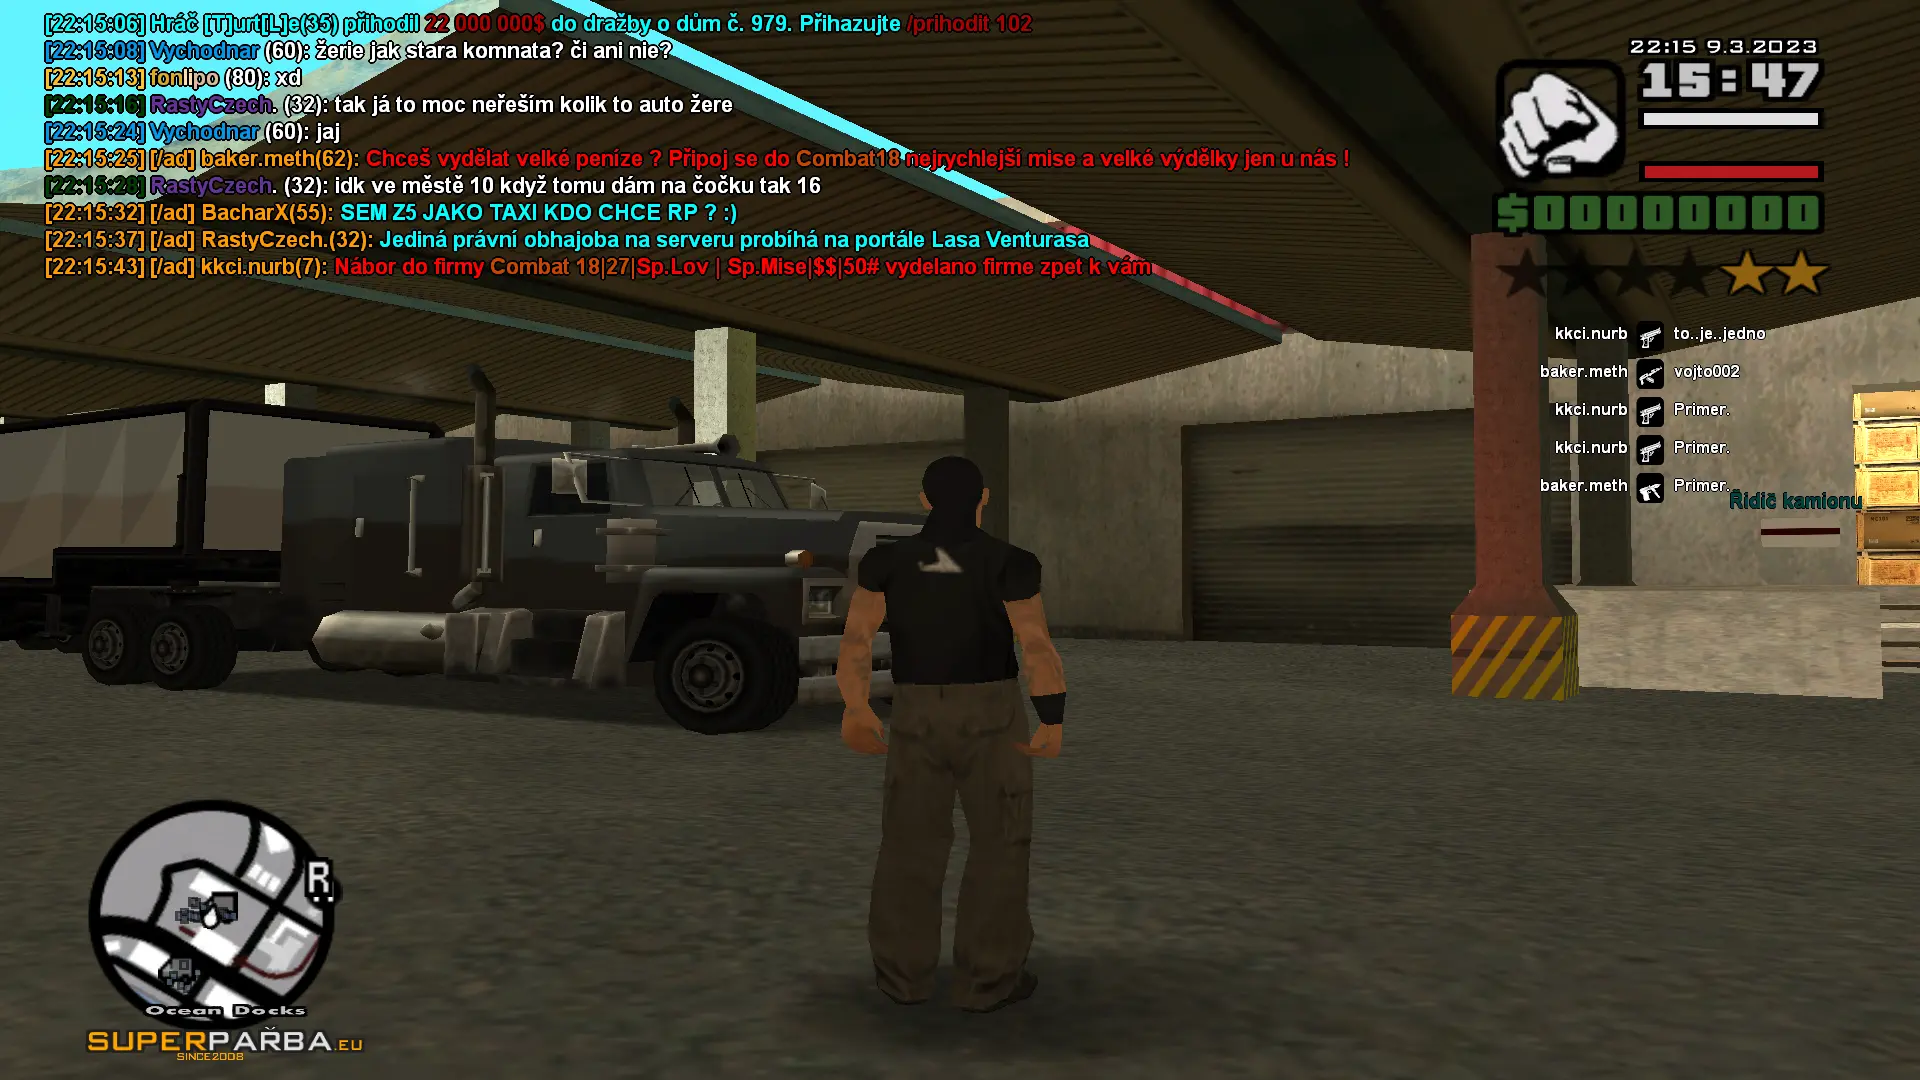 [22:15:06] Hráč [T]urt[L]e(35) přihodil 22 000 000$ do dražby o dům č. 979. Přihazujte /prihodit 102
[22:15:08] Vychodnar (60): žerie jak stara komnata? či ani nie?
[22:15:13] fonlipo (80): xd
[22:15:16] RastyCzech. (32): tak já to moc neřeším kolik to auto žere
[22:15:24] Vychodnar (60): jaj
[22:15:25] [/ad] baker.meth(62): Chceš vydělat velké peníze ? Připoj se do Combat18 nejrychlejší mise a velké výdělky jen u nás !
[22:15:28] RastyCzech. (32): idk ve městě 10 když tomu dám na čočku tak 16
[22:15:32] [/ad] BacharX(55): SEM Z5 JAKO TAXI KDO CHCE RP ? :)
[22:15:37] [/ad] RastyCzech.(32): Jediná právní obhajoba na serveru probíhá na portále Lasa Venturasa
[22:15:43] [/ad] kkci.nurb(7): Nábor do firmy Combat 18|27|Sp.Lov | Sp.Mise|$$|50# vydelano firme zpet k vám
22:15 9.3.2023
15:47
$00000000
kkci.nurb to..je..jedno
baker.meth vojto002
kkci.nurb Primer.
kkci.nurb Primer.
baker.meth Primer.
Řidič kamionu
R
Ocean Docks
SUPERPAŘBA.EU
SINCE2008